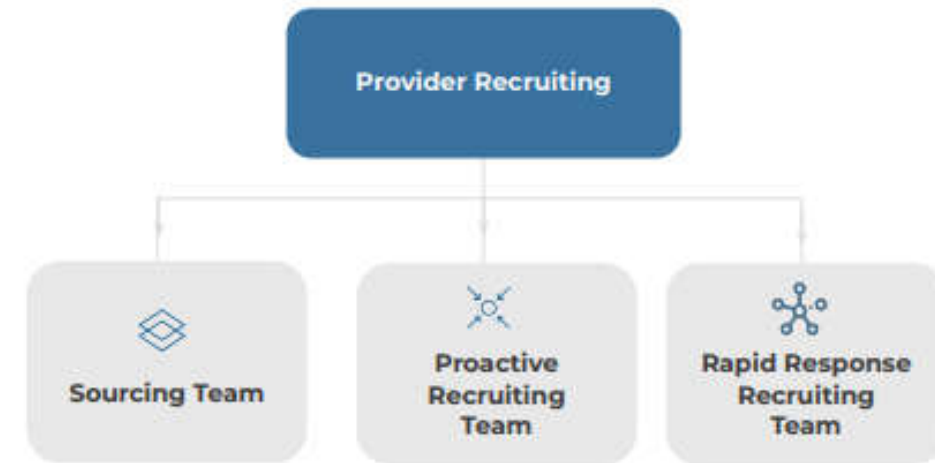 Provider Recruiting
Sourcing Team
Proactive
Recruiting
Team
Rapid Response
Recruiting
Team